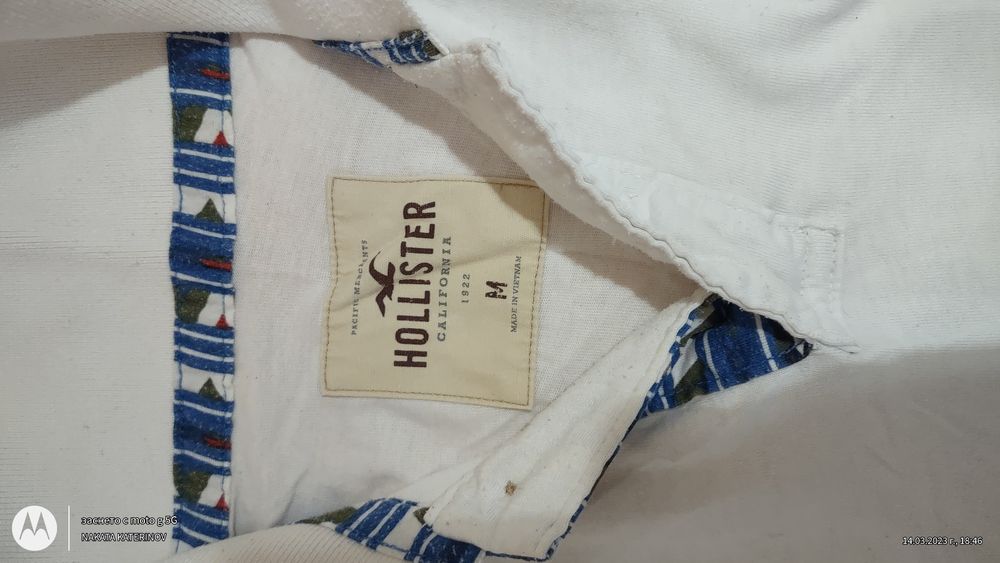 PACIFIC MERCHANTS
HOLLISTER
CALIFORNIA
1922
M
MADE IN VIETNAM
заснето с moto g 5G
NAKATA KATERINOV
14.03.2023 г., 18:46